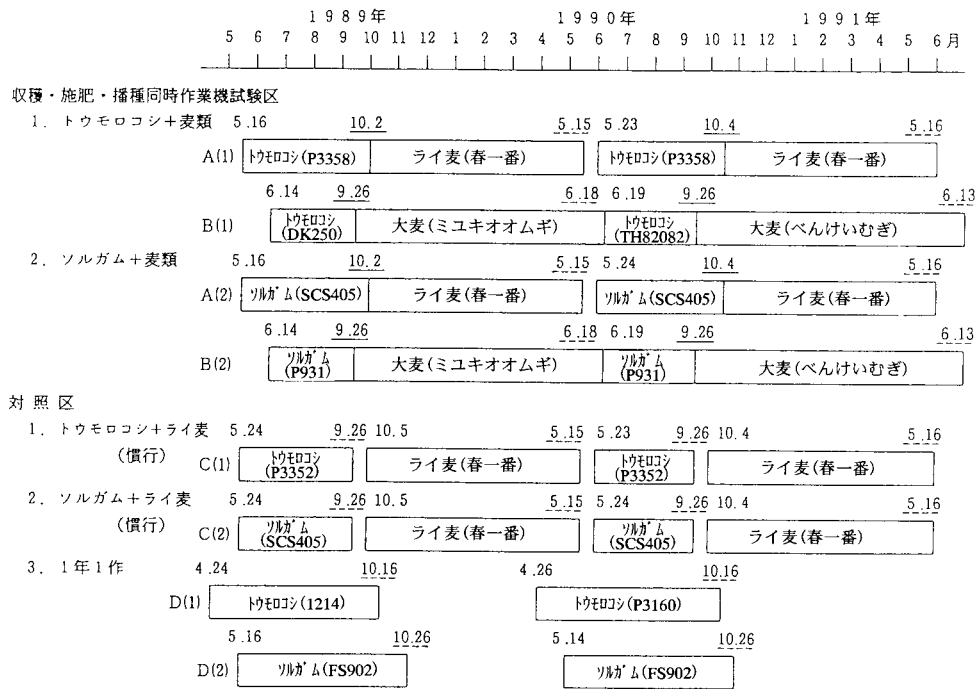 1989年 1990年 1991年
5 6 7 8 9 10 11 12 1 2 3 4 5 6 7 8 9 10 11 12 1 2 3 4 5 6月
収穫・施肥・播種同時作業機試験区
1. トウモロコシ+麦類 5.16 10.2 5.15 5.23 10.4 5.16
A(1) トウモロコシ(P3358) ライ麦(春一番) トウモロコシ(P3358) ライ麦(春一番)
6.14 9.26 6.18 6.19 9.26 6.13
B(1) トウモロコシ(DK250) 大麦(ミユキオオムギ) トウモロコシ(TH82082) 大麦(べんけいむぎ)
2. ソルガム+麦類 5.16 10.2 5.15 5.24 10.4 5.16
A(2) ソルガム(SCS405) ライ麦(春一番) ソルガム(SCS405) ライ麦(春一番)
6.14 9.26 6.18 6.19 9.26 6.13
B(2) ソルガム(P931) 大麦(ミユキオオムギ) ソルガム(P931) 大麦(べんけいむぎ)
対照区
1. トウモロコシ+ライ麦 5.24 9.26 10.5 5.15 5.23 9.26 10.4 5.16
(慣行) C(1) トウモロコシ(P3352) ライ麦(春一番) トウモロコシ(P3352) ライ麦(春一番)
2. ソルガム+ライ麦 5.24 9.26 10.5 5.15 5.24 9.26 10.4 5.16
(慣行) C(2) ソルガム(SCS405) ライ麦(春一番) ソルガム(SCS405) ライ麦(春一番)
3. 1年1作 4.24 10.16 4.26 10.16
D(1) トウモロコシ(1214) トウモロコシ(P3160)
5.16 10.26 5.14 10.26
D(2) ソルガム(FS902) ソルガム(FS902)